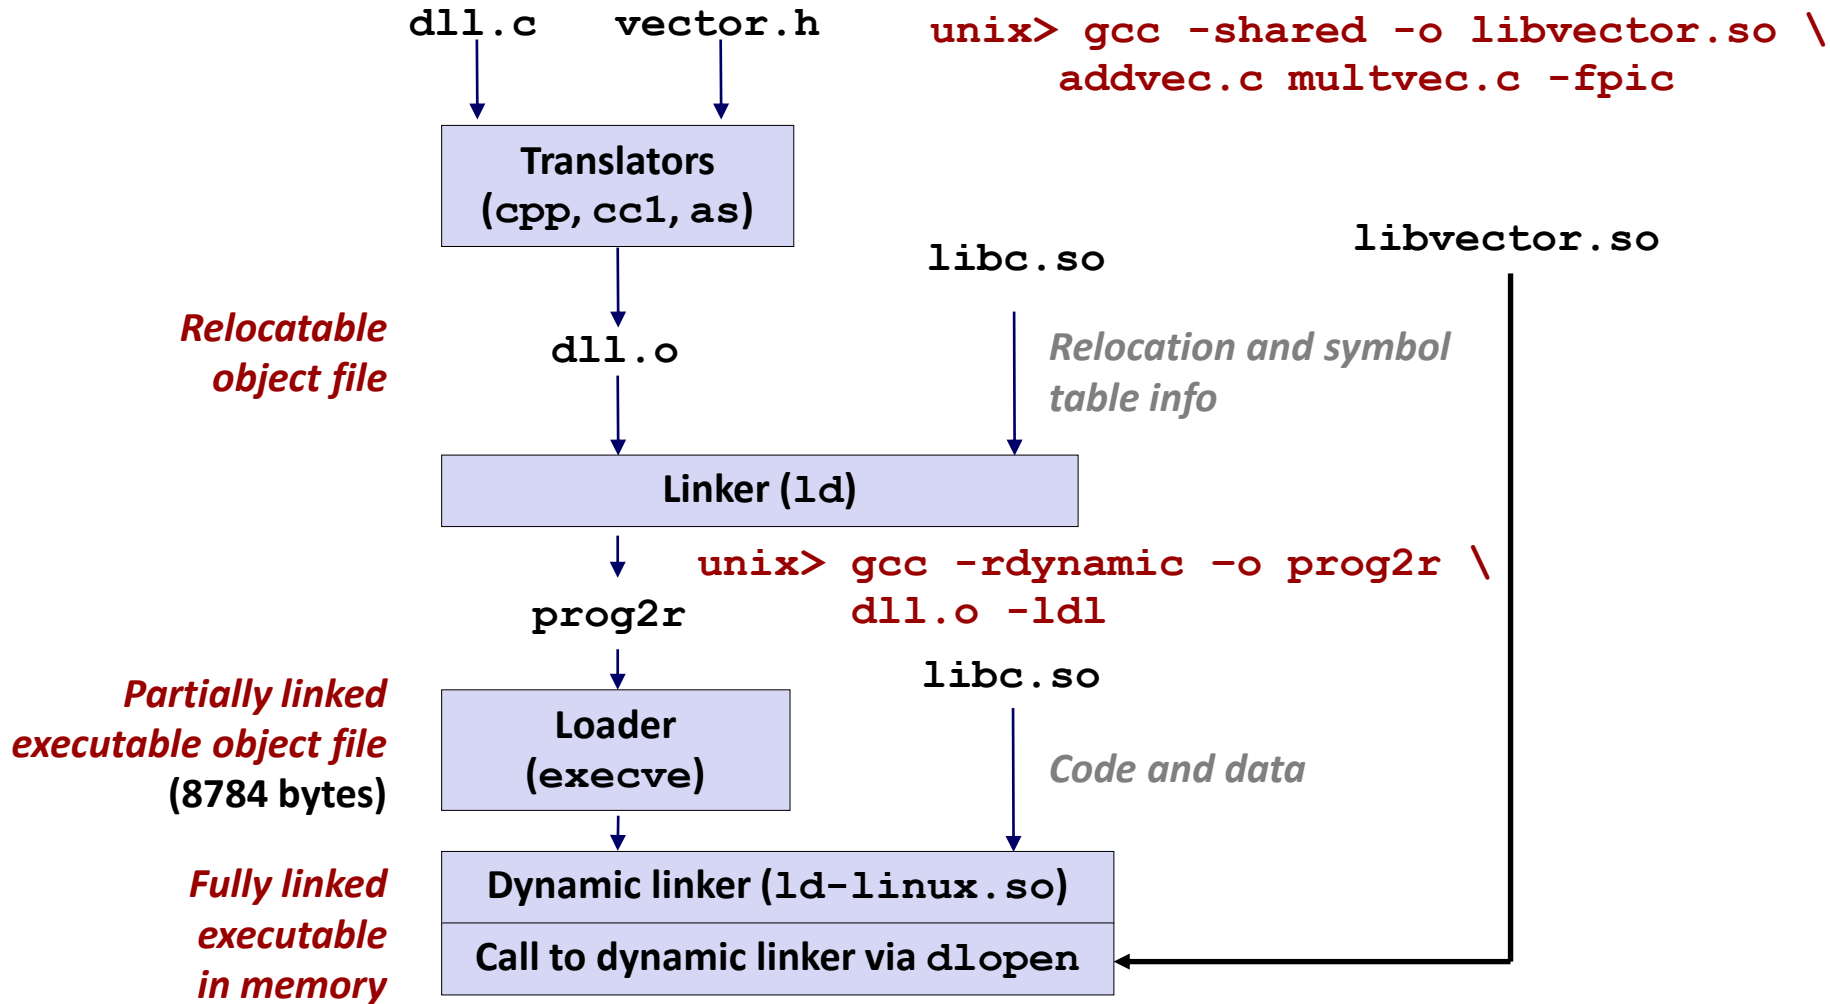 dll.c vector.h
unix> gcc -shared -o libvector.so \
addvec.c multvec.c -fpic
Translators
(cpp, cc1, as)
libc.so
libvector.so
Relocatable
object file
dll.o
Relocation and symbol
table info
Linker (ld)
unix> gcc -rdynamic –o prog2r \
dll.o -ldl
prog2r
libc.so
Partially linked
executable object file
(8784 bytes)
Loader
(execve)
Code and data
Fully linked
executable
in memory
Dynamic linker (ld-linux.so)
Call to dynamic linker via dlopen